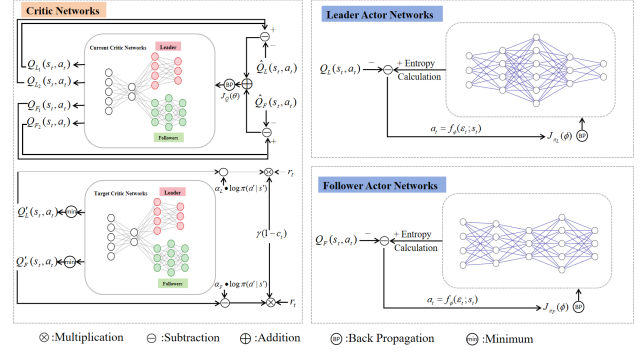 Critic Networks
Current Critic Networks
Leader
Followers
Q_{L_1}(s_t, a_t)
Q_{L_2}(s_t, a_t)
Q_{F_1}(s_t, a_t)
Q_{F_2}(s_t, a_t)
BP
J_Q(θ)
−
+
Q̂_L(s_t, a_t)
Q̂_F(s_t, a_t)
−
+
Target Critic Networks
Leader
Followers
Q'_L(s_t, a_t)
min
Q'_F(s_t, a_t)
min
α_L • log π(a' | s')
r_t
γ(1−c_t)
α_F • log π(a' | s')
r_t
Leader Actor Networks
Q_L(s_t, a_t)
−
+ Entropy
Calculation
a_t = f_ϕ(ε_t; s_t)
J_{π_L}(ϕ)
BP
Follower Actor Networks
Q_F(s_t, a_t)
−
+ Entropy
Calculation
a_t = f_ϕ(ε_t; s_t)
J_{π_F}(ϕ)
BP
⊗ :Multiplication ⊖ :Subtraction ⊕ :Addition BP :Back Propagation min :Minimum